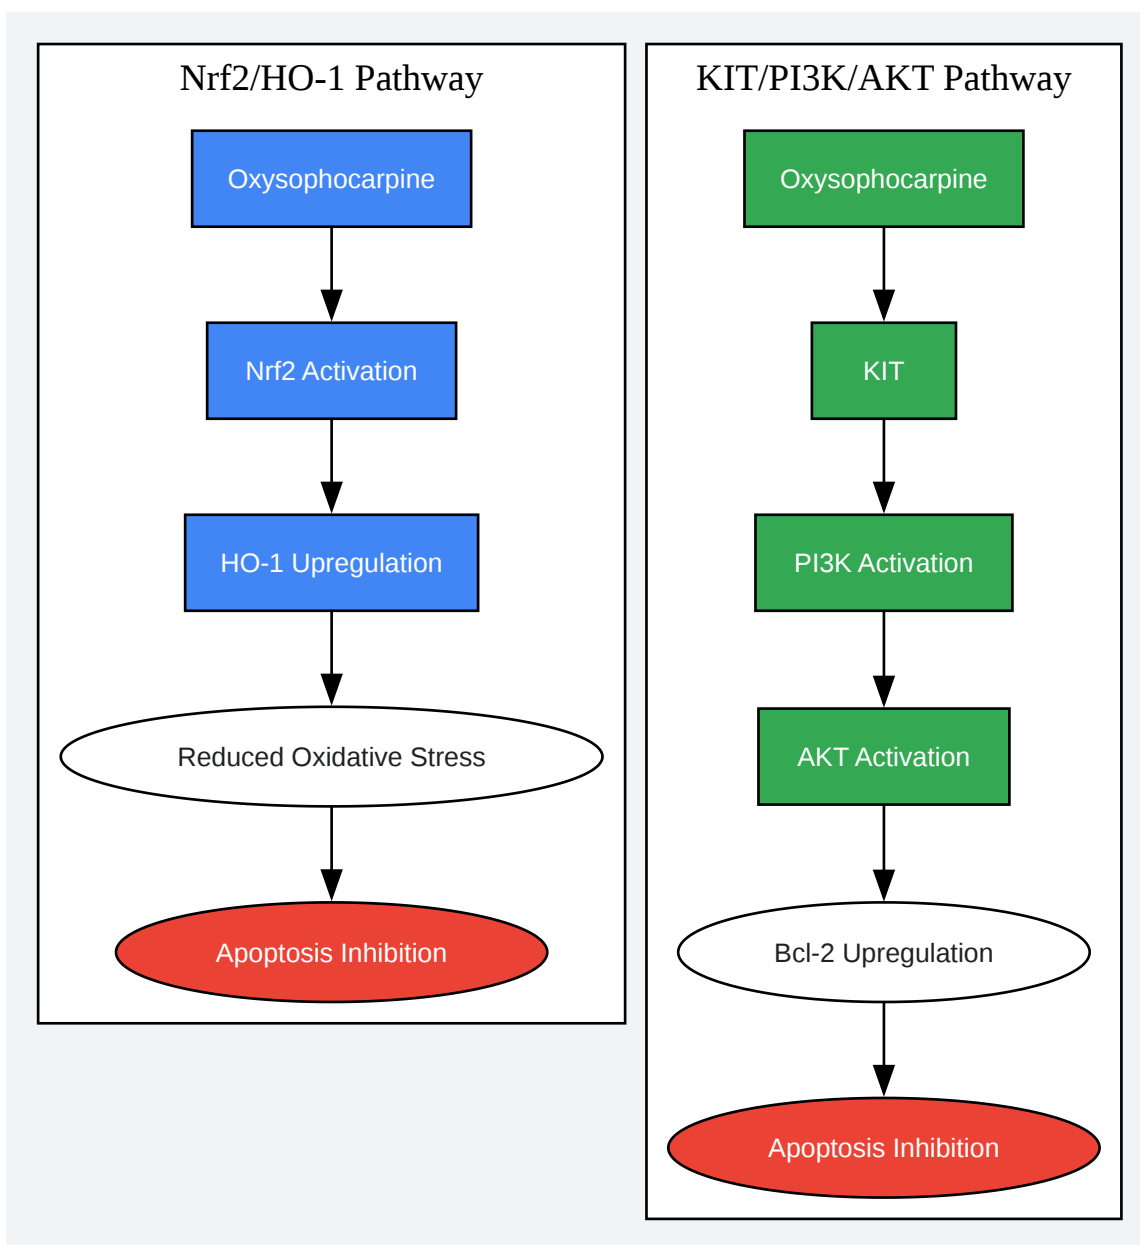 Nrf2/HO-1 Pathway
Oxysophocarpine
Nrf2 Activation
HO-1 Upregulation
Reduced Oxidative Stress
Apoptosis Inhibition
KIT/PI3K/AKT Pathway
Oxysophocarpine
KIT
PI3K Activation
AKT Activation
Bcl-2 Upregulation
Apoptosis Inhibition